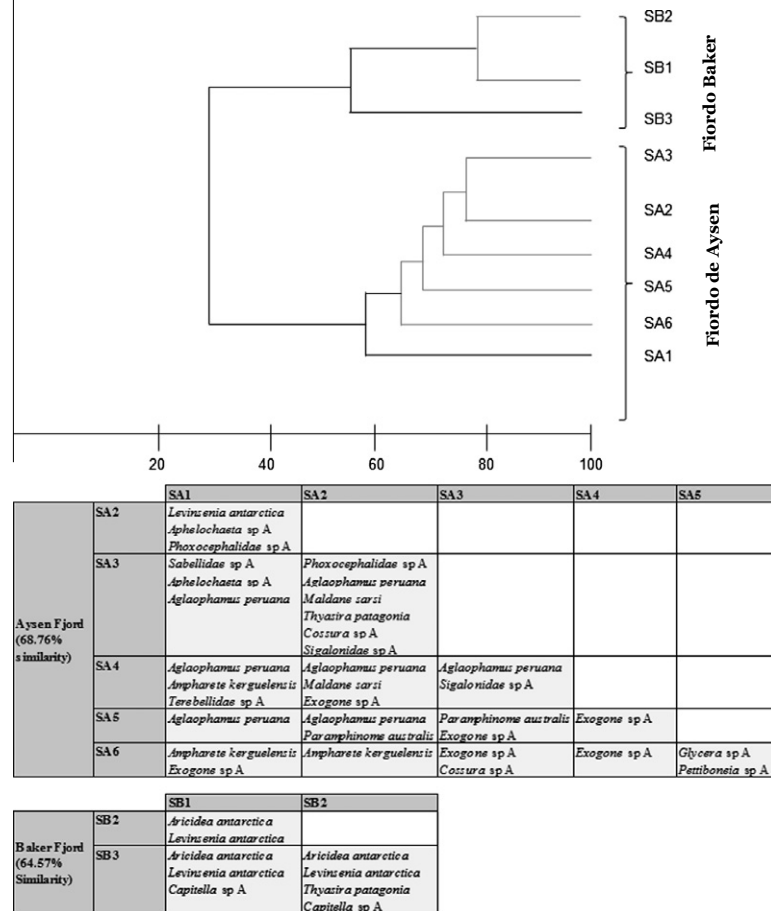 SB2
SB1
SB3
Fiordo Baker
SA3
SA2
SA4
SA5
SA6
SA1
Fiordo de Aysen
20 40 60 80 100
SA1 SA2 SA3 SA4 SA5
Aysen Fjord
(68.76%
similarity)
SA2
Levinsenia antarctica
Aphelochaeta sp A
Phoxocephalidae sp A
SA3
Sabellidae sp A
Aphelochaeta sp A
Aglaophamus peruana
Phoxocephalidae sp A
Aglaophamus peruana
Maldane sarsi
Thyasira patagonia
Cossura sp A
Sigalonidae sp A
SA4
Aglaophamus peruana
Ampharete kerguelensis
Terebellidae sp A
Aglaophamus peruana
Maldane sarsi
Exogone sp A
Aglaophamus peruana
Sigalonidae sp A
SA5
Aglaophamus peruana
Aglaophamus peruana
Paramphinome australis
Paramphinome australis
Exogone sp A
Exogone sp A
SA6
Ampharete kerguelensis
Exogone sp A
Ampharete kerguelensis
Exogone sp A
Cossura sp A
Exogone sp A
Glycera sp A
Pettiboneia sp A
SB1 SB2
Baker Fjord
(64.57%
Similarity)
SB2
Aricidea antarctica
Levinsenia antarctica
SB3
Aricidea antarctica
Levinsenia antarctica
Capitella sp A
Aricidea antarctica
Levinsenia antarctica
Thyasira patagonia
Capitella sp A